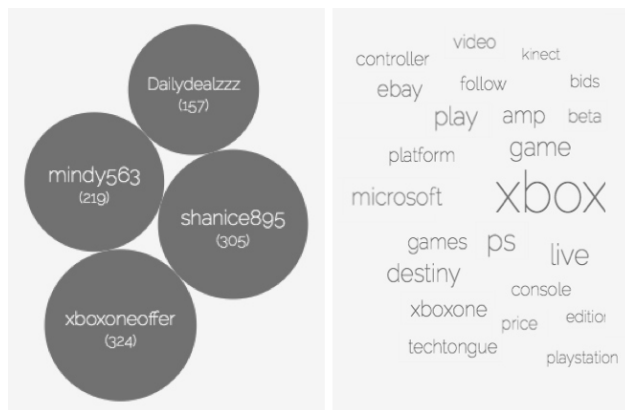 Dailydealzzz
(157)
mindy563
(219)
shanice895
(305)
xboxoneoffer
(324)
video
controller
kinect
ebay
follow
bids
play
amp
beta
platform
game
microsoft
xbox
games
ps
live
destiny
console
xboxone
price
edition
techtongue
playstation